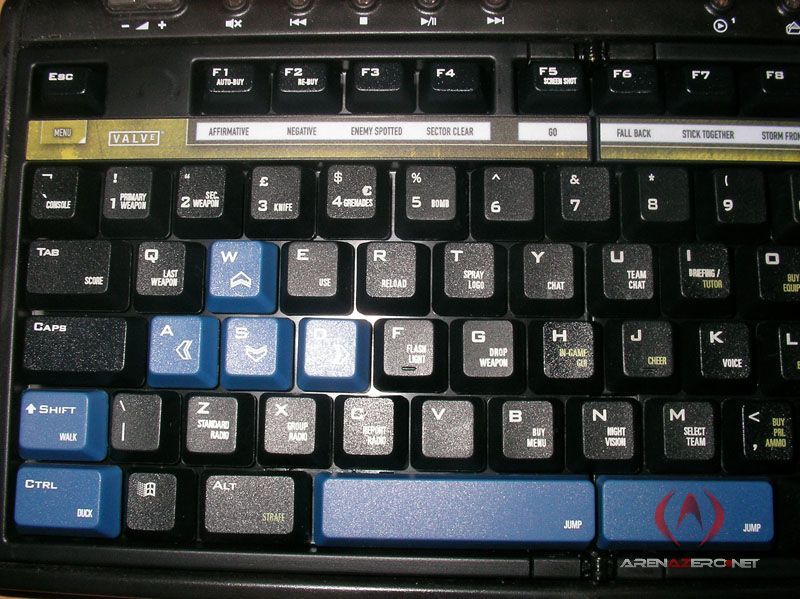 - +
1
Esc F1 AUTO-BUY F2 RE-BUY F3 F4 F5 SCREEN SHOT F6 F7 F8
MENU VALVE AFFIRMATIVE NEGATIVE ENEMY SPOTTED SECTOR CLEAR GO FALL BACK STICK TOGETHER STORM FRON
¬ ` CONSOLE ! 1 PRIMARY WEAPON " 2 SEC. WEAPON £ 3 KNIFE $ € 4 GRENADES % 5 BOMB ^ 6 & 7 * 8 ( 9
TAB SCORE Q LAST WEAPON W E USE R RELOAD T SPRAY LOGO Y CHAT U TEAM CHAT I BRIEFING / TUTOR O BUY EQUIP
CAPS A S D F FLASH LIGHT G DROP WEAPON H IN-GAME GUI J CHEER K VOICE L
SHIFT WALK \ | Z STANDARD RADIO X GROUP RADIO C REPORT RADIO V B BUY MENU N NIGHT VISION M SELECT TEAM < , BUY PRI. AMMO
CTRL DUCK ALT STRAFE JUMP JUMP
ARENAZERO.NET